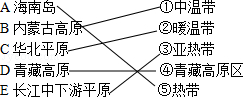 A 海南岛 ①中温带
B 内蒙古高原 ②暖温带
C 华北平原 ③亚热带
D 青藏高原 ④青藏高原区
E 长江中下游平原 ⑤热带